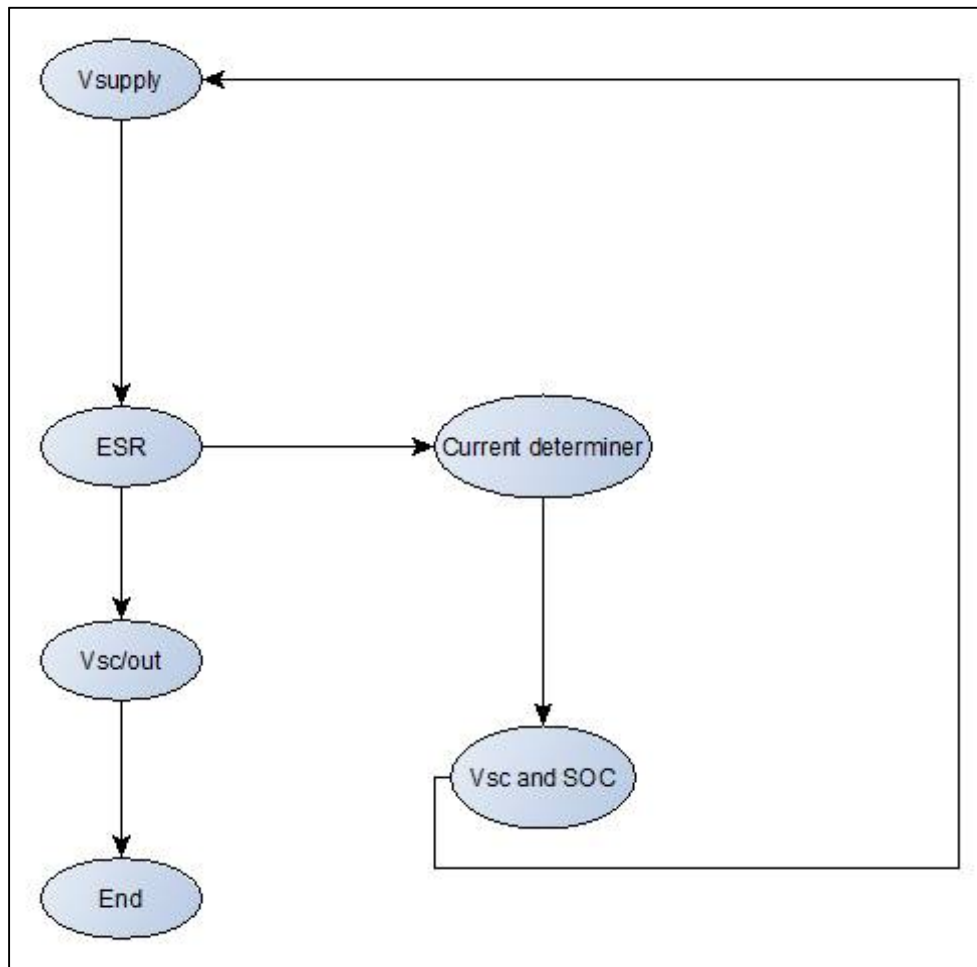 Vsupply
ESR
Current determiner
Vsc/out
Vsc and SOC
End